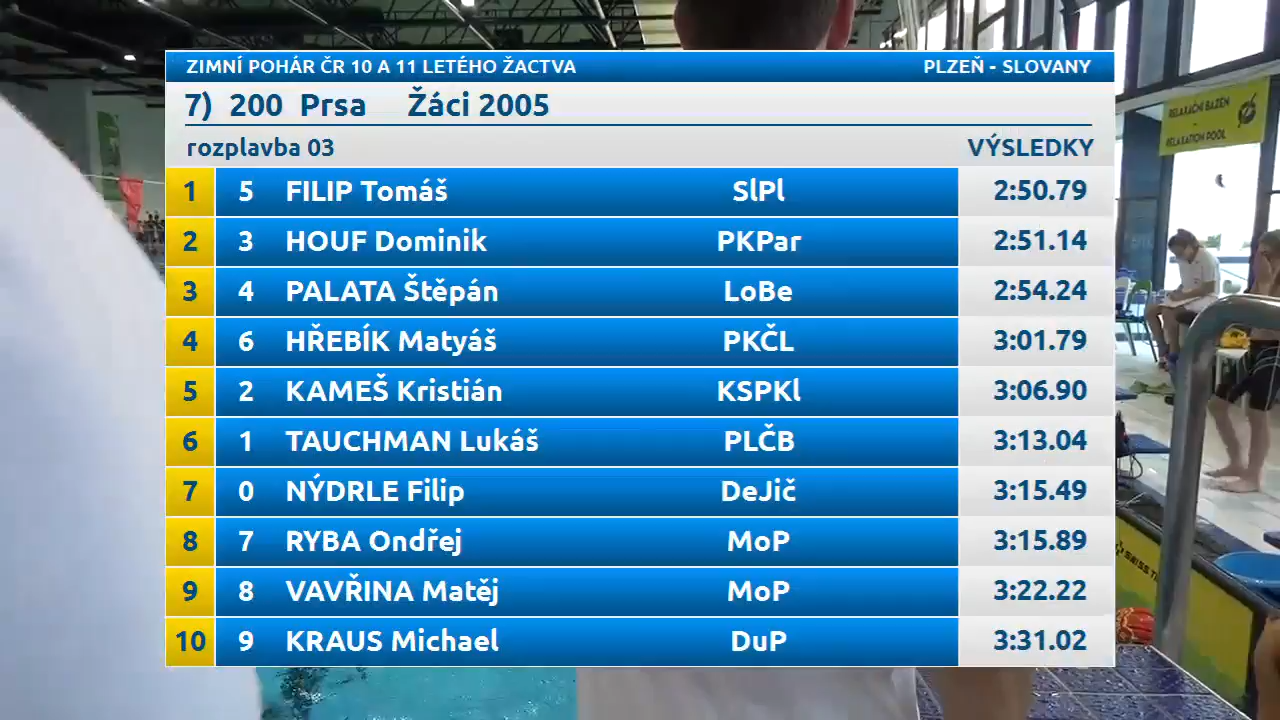 ZIMNÍ POHÁR ČR 10 A 11 LETÉHO ŽACTVA PLZEŇ - SLOVANY
7) 200 Prsa Žáci 2005
rozplavba 03 VÝSLEDKY
1 5 FILIP Tomáš SlPl 2:50.79
2 3 HOUF Dominik PKPar 2:51.14
3 4 PALATA Štěpán LoBe 2:54.24
4 6 HŘEBÍK Matyáš PKČL 3:01.79
5 2 KAMEŠ Kristián KSPKl 3:06.90
6 1 TAUCHMAN Lukáš PLČB 3:13.04
7 0 NÝDRLE Filip DeJič 3:15.49
8 7 RYBA Ondřej MoP 3:15.89
9 8 VAVŘINA Matěj MoP 3:22.22
10 9 KRAUS Michael DuP 3:31.02
RELAXAČNÍ BAZÉN
-
RELAXATION POOL
SWISS